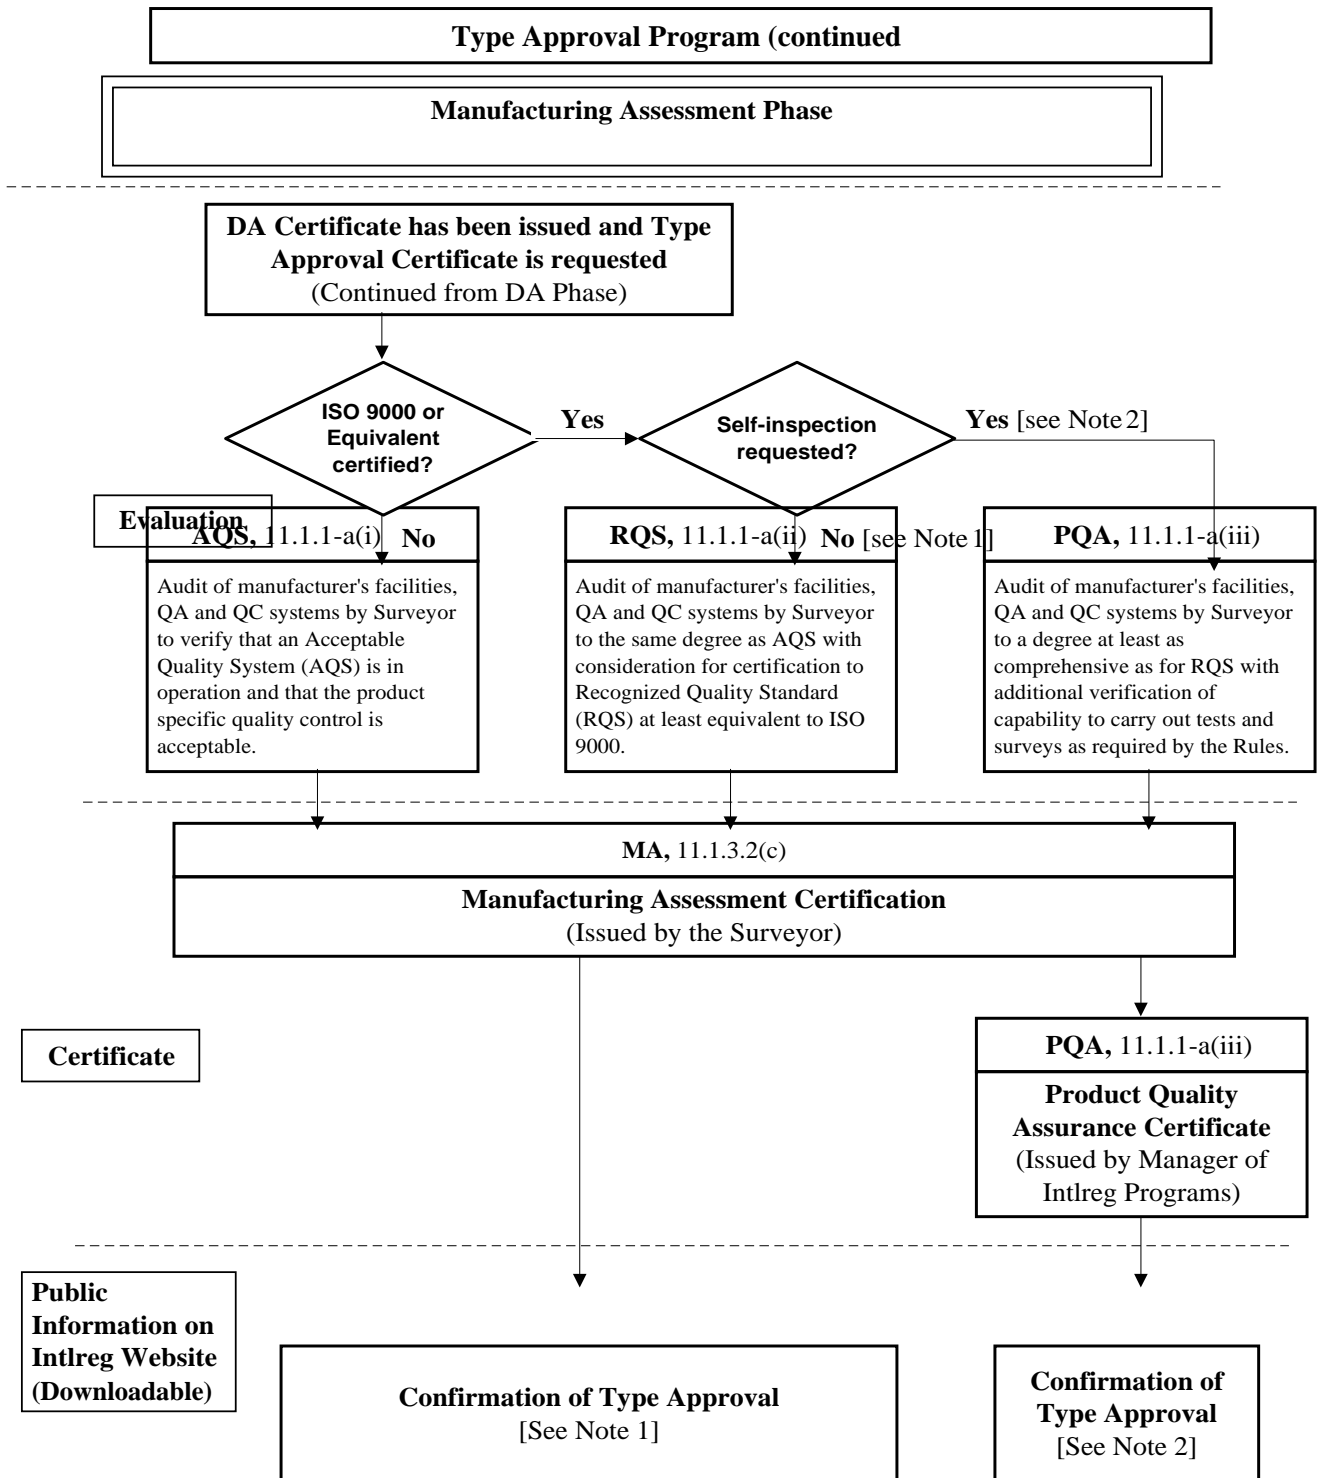 Type Approval Program (continued
Manufacturing Assessment Phase
DA Certificate has been issued and Type
Approval Certificate is requested
(Continued from DA Phase)
ISO 9000 or
Equivalent
certified?
Yes
Self-inspection
requested?
Yes [see Note 2]
Evaluation
AQS, 11.1.1-a(i)
No
RQS, 11.1.1-a(ii)
No [see Note 1]
PQA, 11.1.1-a(iii)
Audit of manufacturer's facilities,
QA and QC systems by Surveyor
to verify that an Acceptable
Quality System (AQS) is in
operation and that the product
specific quality control is
acceptable.
Audit of manufacturer's facilities,
QA and QC systems by Surveyor
to the same degree as AQS with
consideration for certification to
Recognized Quality Standard
(RQS) at least equivalent to ISO
9000.
Audit of manufacturer's facilities,
QA and QC systems by Surveyor
to a degree at least as
comprehensive as for RQS with
additional verification of
capability to carry out tests and
surveys as required by the Rules.
MA, 11.1.3.2(c)
Manufacturing Assessment Certification
(Issued by the Surveyor)
Certificate
PQA, 11.1.1-a(iii)
Product Quality
Assurance Certificate
(Issued by Manager of
Intlreg Programs)
Public
Information on
Intlreg Website
(Downloadable)
Confirmation of Type Approval
[See Note 1]
Confirmation of
Type Approval
[See Note 2]